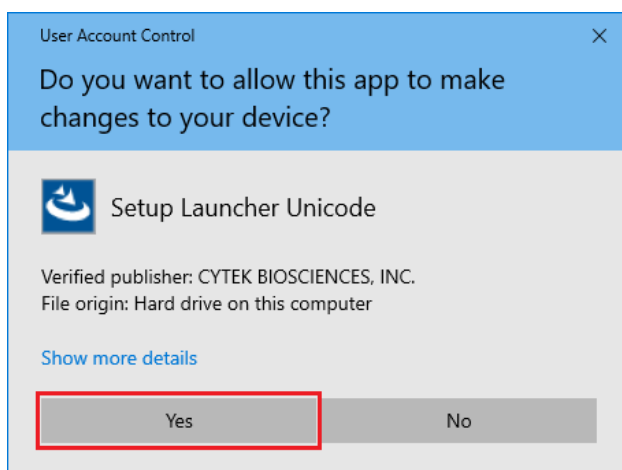 User Account Control
Do you want to allow this app to make
changes to your device?
Setup Launcher Unicode
Verified publisher: CYTEK BIOSCIENCES, INC.
File origin: Hard drive on this computer
Show more details
Yes
No